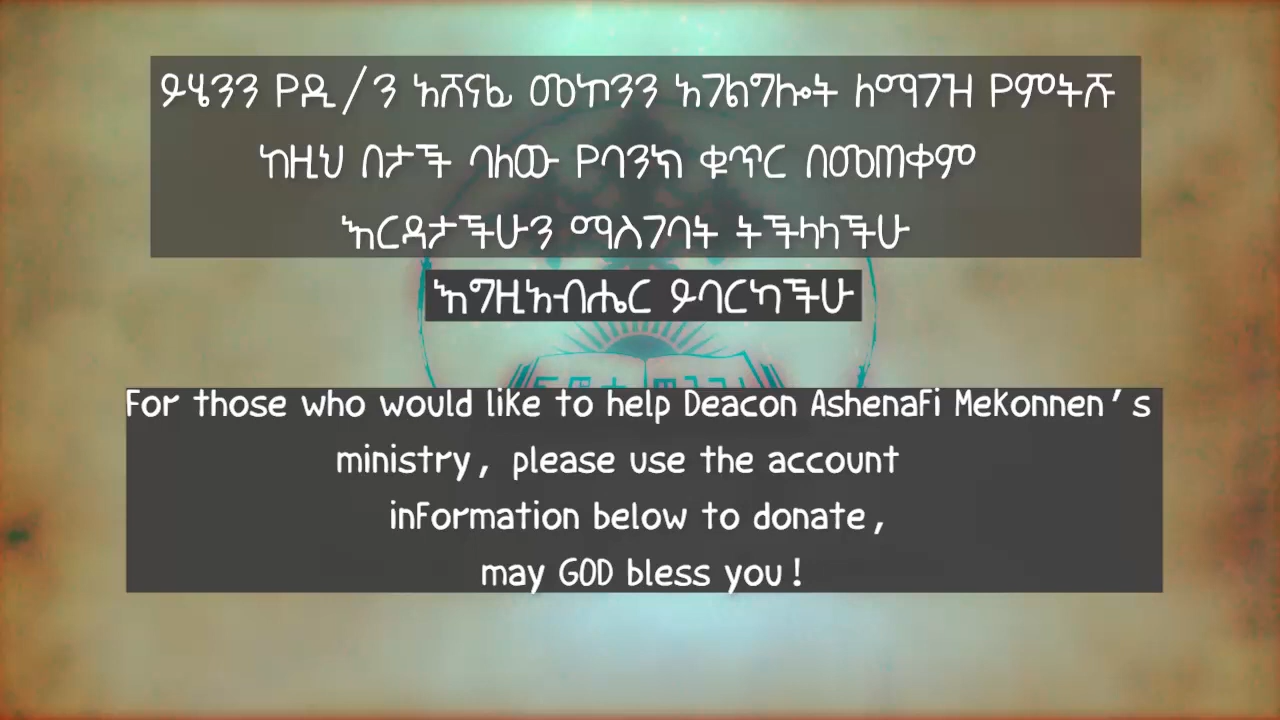 ይሄንን የዲ/ን አሸናፊ መኮንን አገልግሎት ለማገዝ የምትሹ
ከዚህ በታች ባለው የባንክ ቁጥር በመጠቀም
እርዳታችሁን ማስገባት ትችላላችሁ
እግዚአብሔር ይባርካችሁ
For those who would like to help Deacon Ashenafi Mekonnen's
ministry, please use the account
information below to donate,
may GOD bless you!